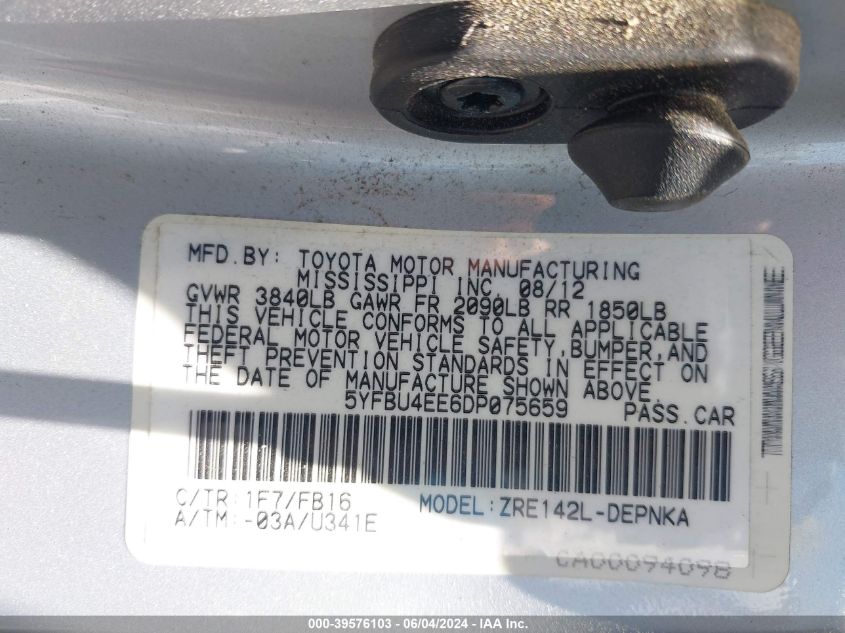 MFD.BY: TOYOTA MOTOR MANUFACTURING
MISSISSIPPI INC. 08/12
GVWR 3840LB GAWR FR 2090LB RR 1850LB
THIS VEHICLE CONFORMS TO ALL APPLICABLE
FEDERAL MOTOR VEHICLE SAFETY,BUMPER,AND
THEFT PREVENTION STANDARDS IN EFFECT ON
THE DATE OF MANUFACTURE SHOWN ABOVE.
5YFBU4EE6DP075659 PASS.CAR
C/TR:1F7/FB16 MODEL:ZRE142L-DEPNKA
A/TM:-03A/U341E
CA0009409B
000-39576103 - 06/04/2024 - IAA Inc.